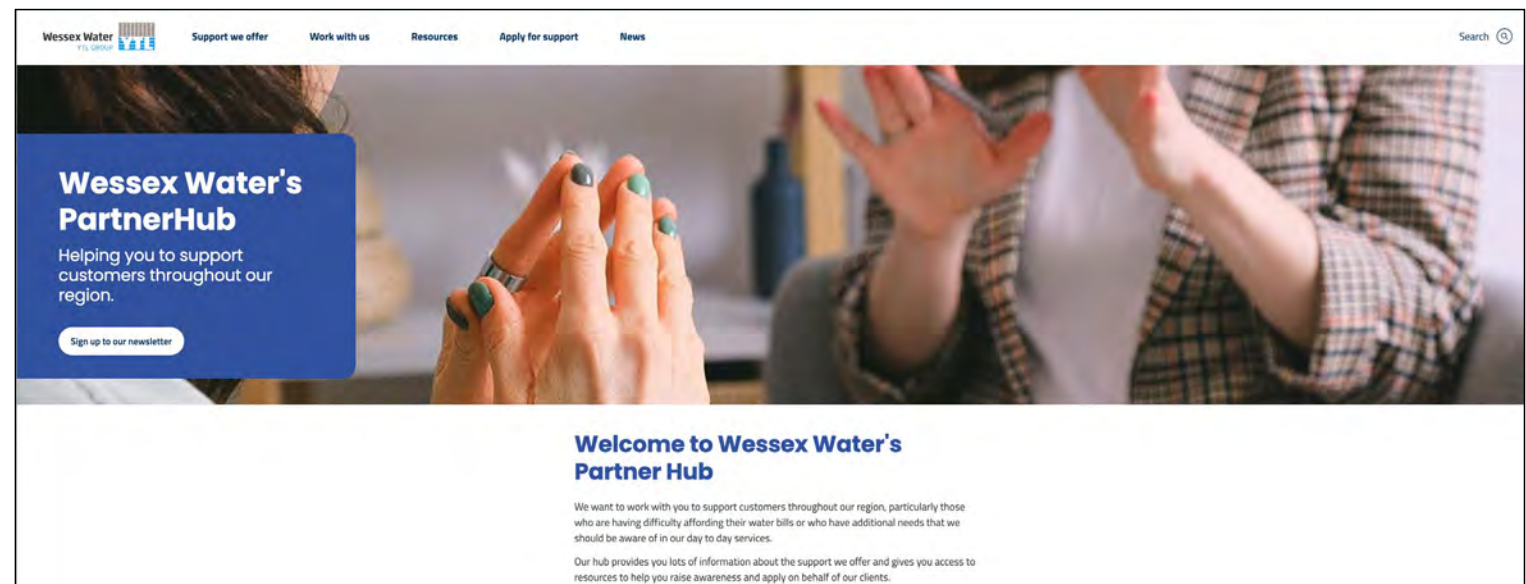 Wessex Water
YTL GROUP
YTL
Support we offer
Work with us
Resources
Apply for support
News
Search
Wessex Water's
PartnerHub
Helping you to support
customers throughout our
region.
Sign up to our newsletter
Welcome to Wessex Water's
Partner Hub
We want to work with you to support customers throughout our region, particularly those
who are having difficulty affording their water bills or who have additional needs that we
should be aware of in our day to day services.
Our hub provides you lots of information about the support we offer and gives you access to
resources to help you raise awareness and apply on behalf of our clients.